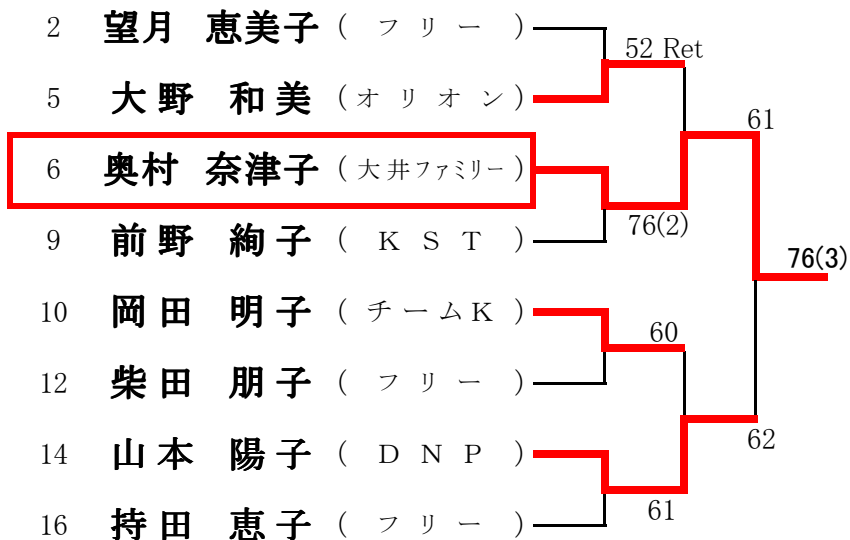 2 望月 恵美子 ( フリー )
52 Ret
5 大野 和美 (オリオン)
61
6 奥村 奈津子 (大井ファミリー)
76(2)
9 前野 絢子 ( KST )
76(3)
10 岡田 明子 ( チームK )
60
12 柴田 朋子 ( フリー )
62
14 山本 陽子 ( DNP )
61
16 持田 恵子 ( フリー )